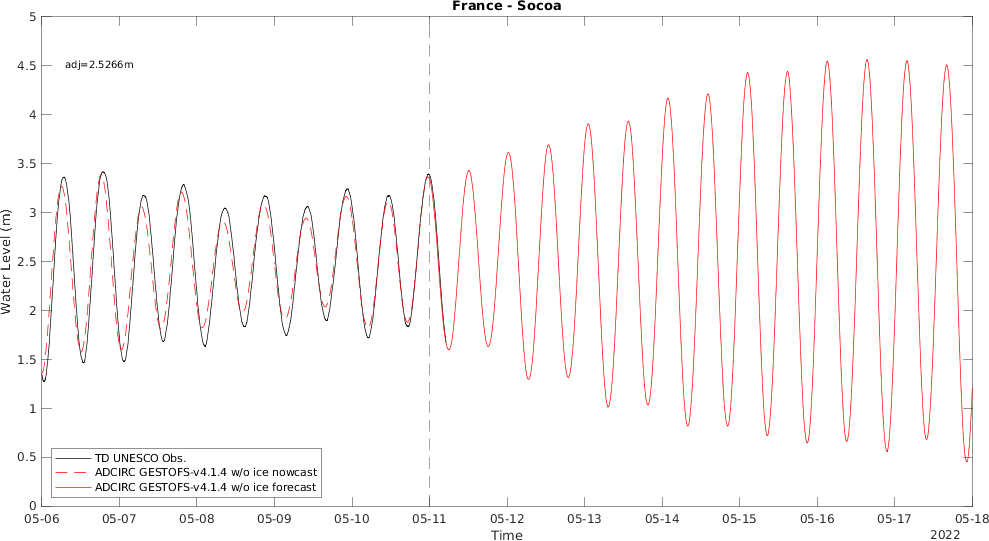 France - Socoa
adj=2.5266m
Water Level (m)
5
4.5
4
3.5
3
2.5
2
1.5
1
0.5
0
TD UNESCO Obs.
ADCIRC GESTOFS-v4.1.4 w/o ice nowcast
ADCIRC GESTOFS-v4.1.4 w/o ice forecast
05-06 05-07 05-08 05-09 05-10 05-11 05-12 05-13 05-14 05-15 05-16 05-17 05-18
Time
2022